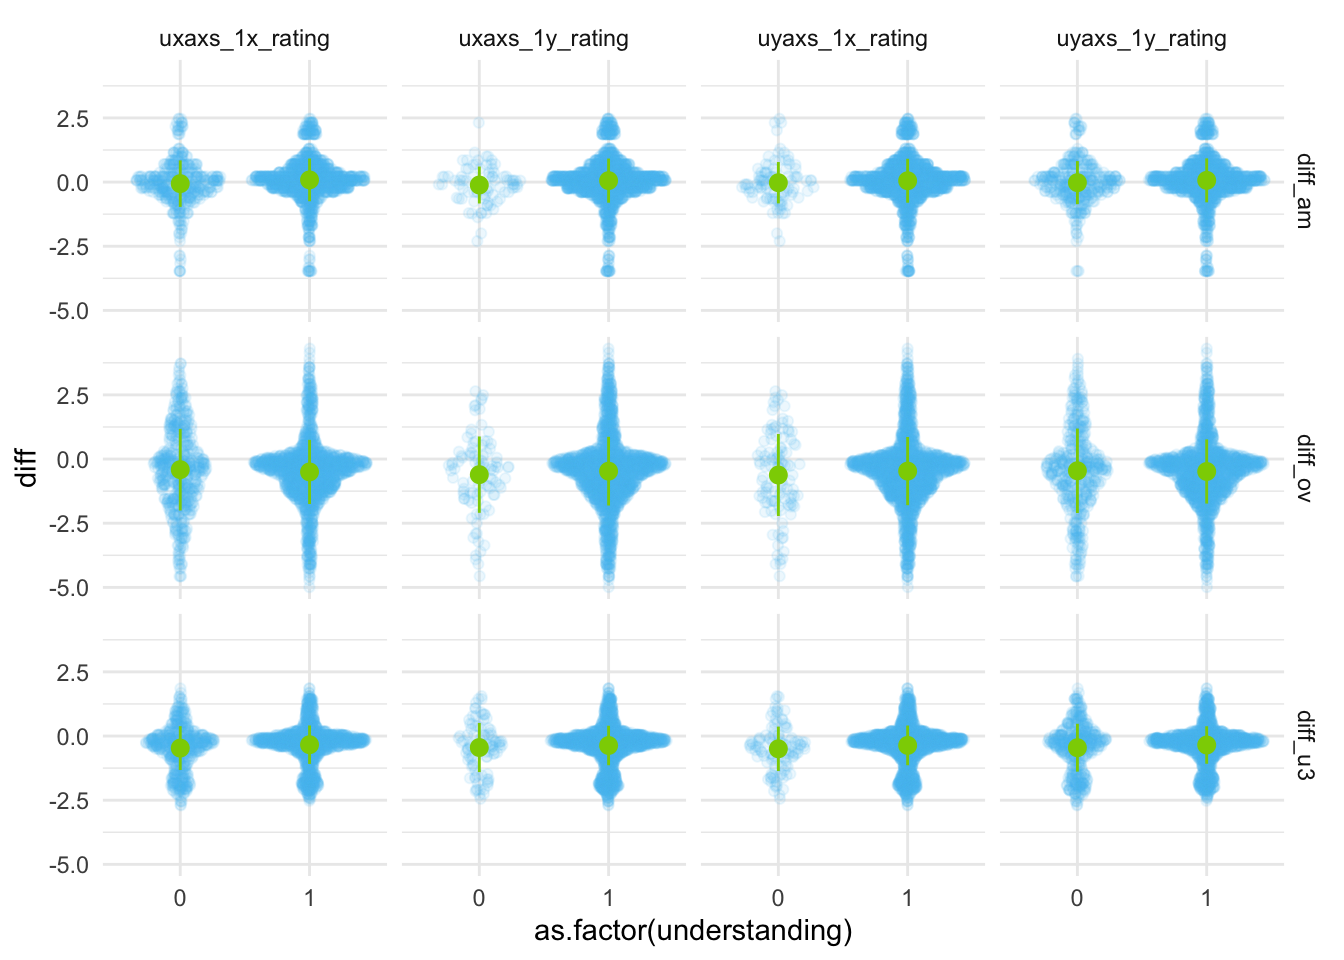 uxaxs_1x_rating uxaxs_1y_rating uyaxs_1x_rating uyaxs_1y_rating
2.5
0.0
-2.5
-5.0
diff_am
2.5
0.0
-2.5
-5.0
diff_ov
2.5
0.0
-2.5
-5.0
diff_u3
diff
0 1 0 1 0 1 0 1
as.factor(understanding)